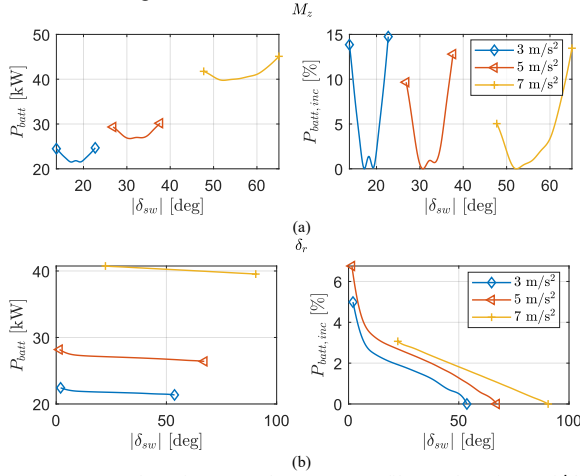 M_z
50
40
30
20
P_batt [kW]
20 30 40 50 60
|δ_sw| [deg]
15
10
5
0
P_batt,inc [%]
20 30 40 50 60
|δ_sw| [deg]
3 m/s²
5 m/s²
7 m/s²
(a)
δ_r
40
30
20
P_batt [kW]
0 50 100
|δ_sw| [deg]
6
4
2
0
P_batt,inc [%]
0 50 100
|δ_sw| [deg]
3 m/s²
5 m/s²
7 m/s²
(b)